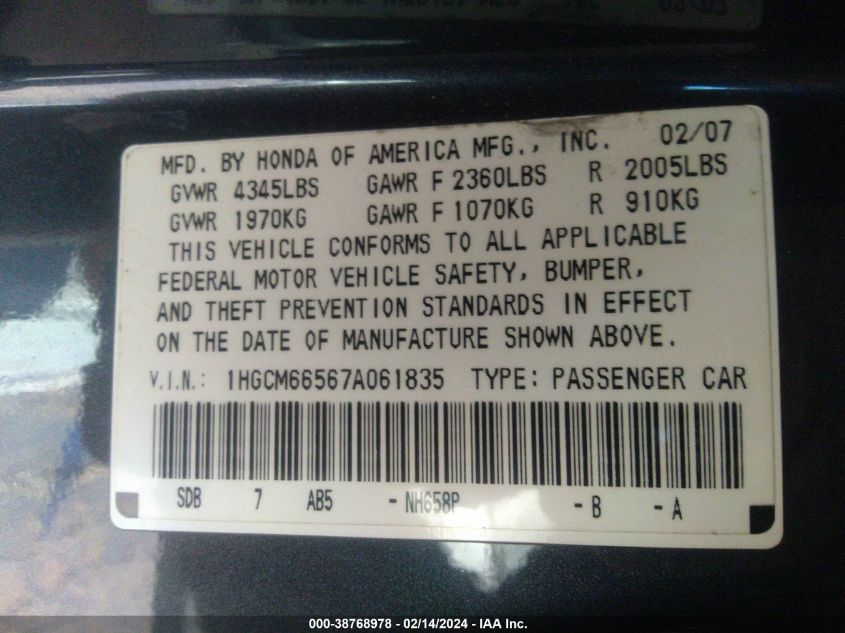 MFD. BY HONDA OF AMERICA MFG., INC. 02/07
GVWR 4345LBS GAWR F 2360LBS R 2005LBS
GVWR 1970KG GAWR F 1070KG R 910KG
THIS VEHICLE CONFORMS TO ALL APPLICABLE
FEDERAL MOTOR VEHICLE SAFETY, BUMPER,
AND THEFT PREVENTION STANDARDS IN EFFECT
ON THE DATE OF MANUFACTURE SHOWN ABOVE.
V.I.N.: 1HGCM66567A061835 TYPE: PASSENGER CAR
SDB 7 AB5 -NH658P -B -A
000-38768978 - 02/14/2024 - IAA Inc.